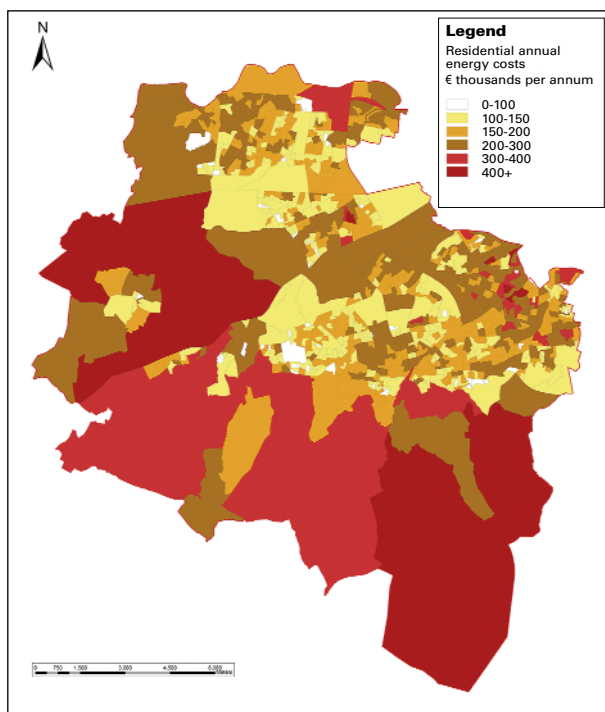 N
Legend
Residential annual
energy costs
€ thousands per annum
0-100
100-150
150-200
200-300
300-400
400+
0 750 1,500 3,000 4,500 6,000